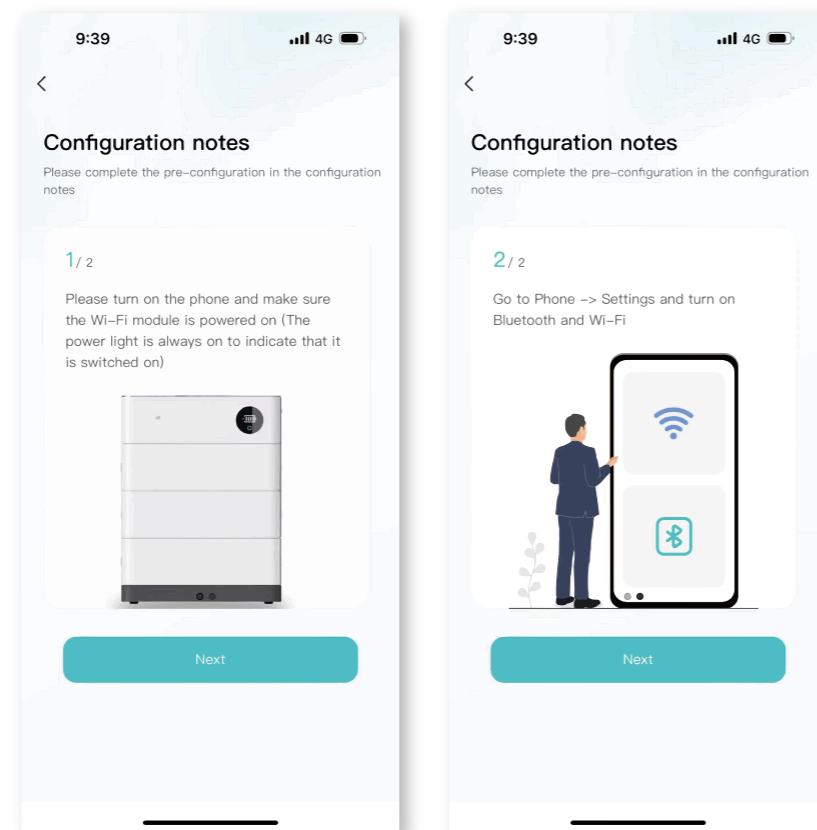 9:39
4G
Configuration notes
Please complete the pre-configuration in the configuration
notes
1/ 2
Please turn on the phone and make sure
the Wi-Fi module is powered on (The
power light is always on to indicate that it
is switched on)
Next
9:39
4G
Configuration notes
Please complete the pre-configuration in the configuration
notes
2/ 2
Go to Phone -> Settings and turn on
Bluetooth and Wi-Fi
Next